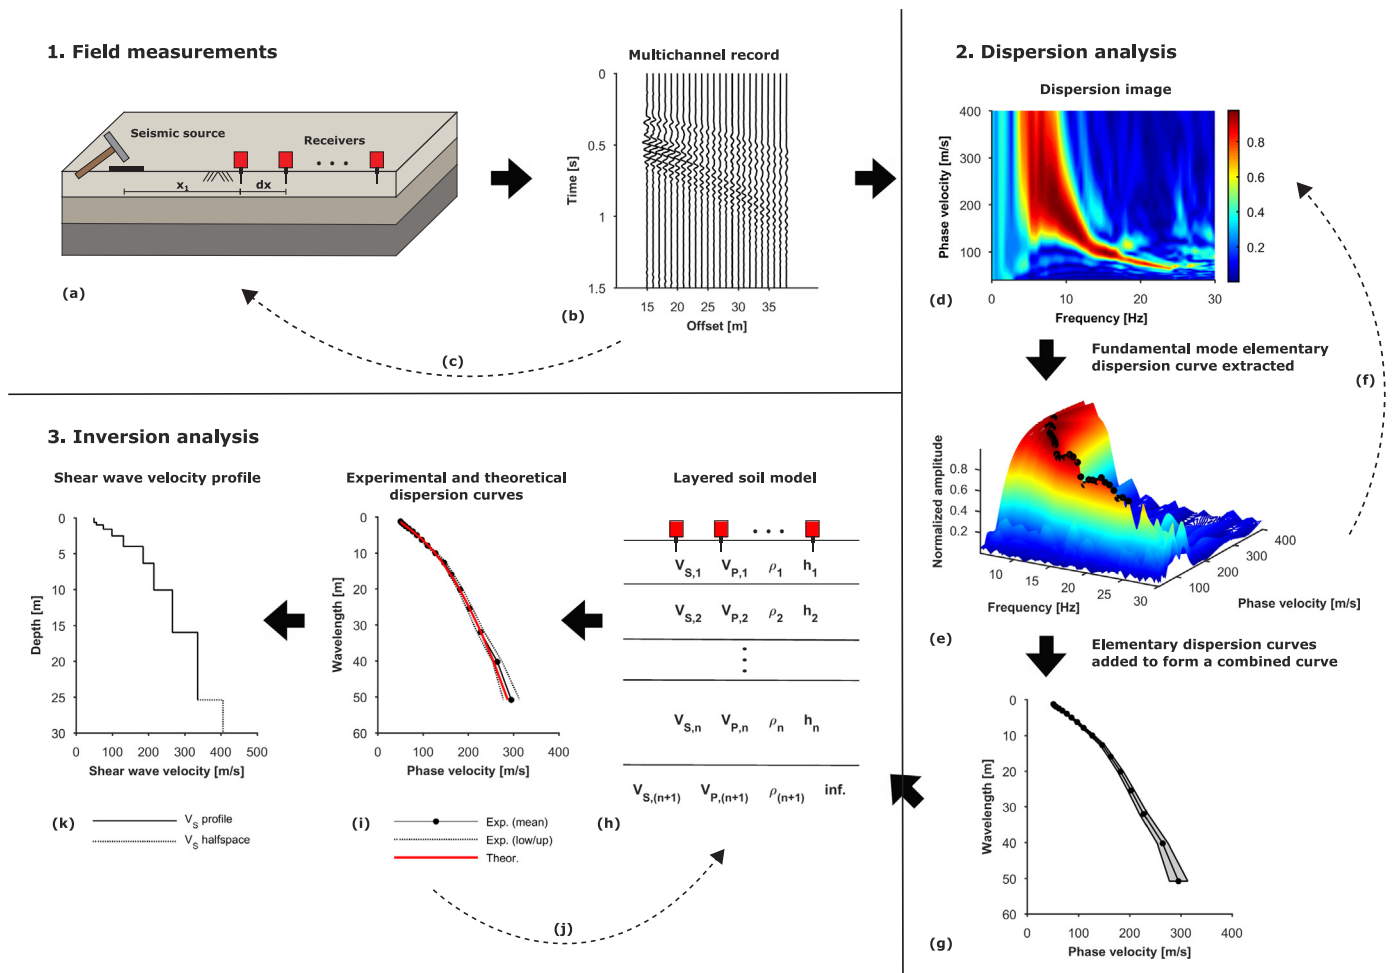 1. Field measurements
Seismic source
Receivers
x1
dx
(a)
Multichannel record
0
0.5
1
1.5
Time [s]
15 20 25 30 35
Offset [m]
(b)
(c)
2. Dispersion analysis
Dispersion image
400
300
200
100
Phase velocity [m/s]
0 10 20 30
Frequency [Hz]
0.8
0.6
0.4
0.2
(d)
Fundamental mode elementary
dispersion curve extracted
(f)
Normalized amplitude
0.8
0.6
0.4
0.2
10 15 20 25 30
Frequency [Hz]
100 200 300 400
Phase velocity [m/s]
(e)
Elementary dispersion curves
added to form a combined curve
0
10
20
30
40
50
60
Wavelength [m]
0 100 200 300 400
Phase velocity [m/s]
(g)
3. Inversion analysis
Shear wave velocity profile
0
5
10
15
20
25
30
Depth [m]
0 100 200 300 400 500
Shear wave velocity [m/s]
(k)
VS profile
VS halfspace
Experimental and theoretical
dispersion curves
0
10
20
30
40
50
60
Wavelength [m]
0 100 200 300 400
Phase velocity [m/s]
(i)
Exp. (mean)
Exp. (low/up)
Theor.
Layered soil model
VS,1 VP,1 ρ1 h1
VS,2 VP,2 ρ2 h2
VS,n VP,n ρn hn
VS,(n+1) VP,(n+1) ρ(n+1) inf.
(h)
(j)